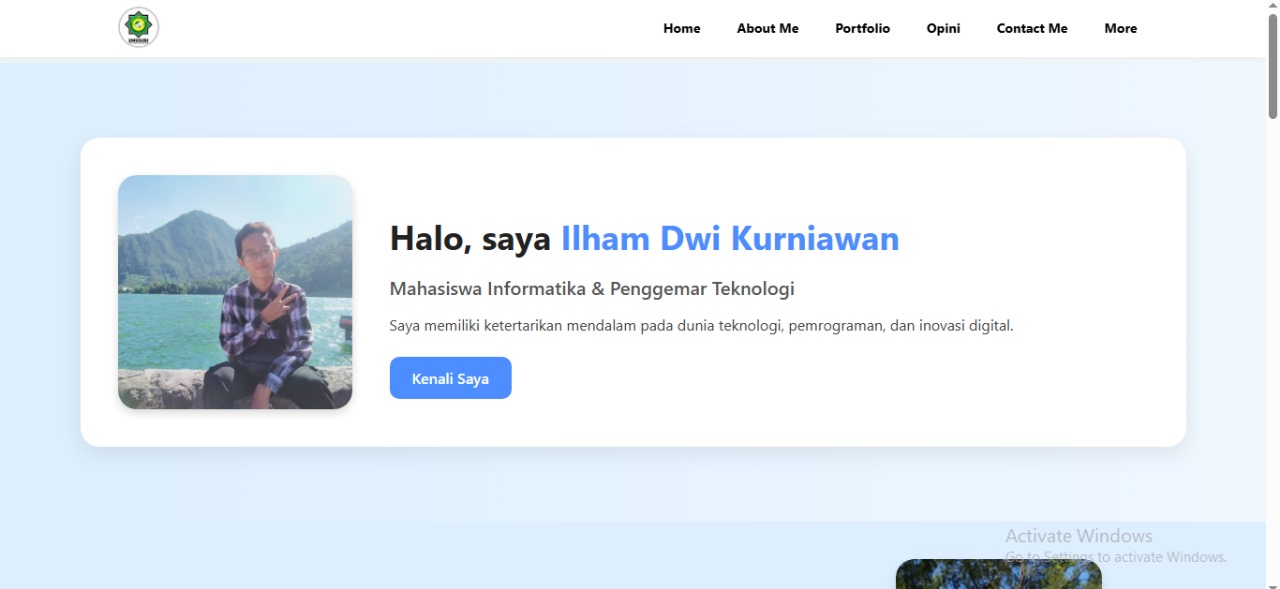 Home About Me Portfolio Opini Contact Me More
Halo, saya Ilham Dwi Kurniawan
Mahasiswa Informatika & Penggemar Teknologi
Saya memiliki ketertarikan mendalam pada dunia teknologi, pemrograman, dan inovasi digital.
Kenali Saya
Activate Windows
Go to Settings to activate Windows.